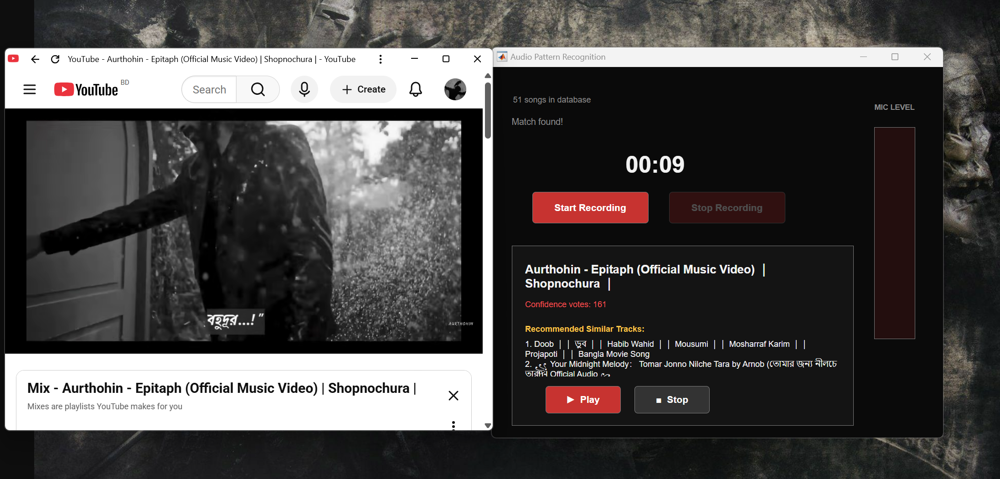 YouTube - Aurthohin - Epitaph (Official Music Video) | Shopnochura | - YouTube
YouTube BD
Search
Create
বহুদূর...! ”
AURTHOHIN
Mix - Aurthohin - Epitaph (Official Music Video) | Shopnochura |
Mixes are playlists YouTube makes for you
Audio Pattern Recognition
51 songs in database
MIC LEVEL
Match found!
00:09
Start Recording
Stop Recording
Aurthohin - Epitaph (Official Music Video) |
Shopnochura |
Confidence votes: 161
Recommended Similar Tracks:
1. Doob | | ডুব | | Habib Wahid | | Mousumi | | Mosharraf Karim | |
Projapoti | | Bangla Movie Song
2. Your Midnight Melody: Tomar Jonno Nilche Tara by Arnob (তোমার জন্য নীলচে
Official Audio
Play
Stop